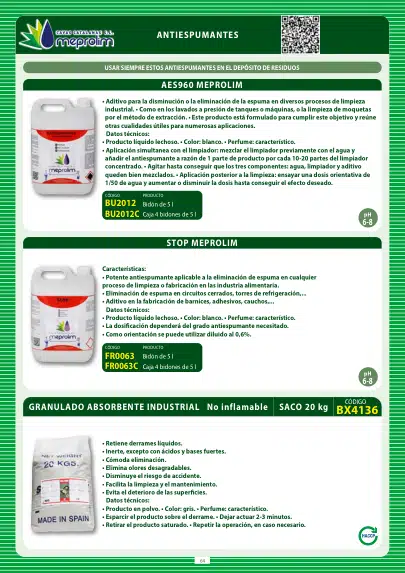 CAYAS CATALANAS S.L.
meprolim
ANTIESPUMANTES
USAR SIEMPRE ESTOS ANTIESPUMANTES EN EL DEPÓSITO DE RESIDUOS
AES960 MEPROLIM
• Aditivo para la disminución o la eliminación de la espuma en diversos procesos de limpieza
industrial. • Como en los lavados a presión de tanques o máquinas, o la limpieza de moquetas
por el método de extracción. • Este producto está formulado para cumplir este objetivo y reúne
otras cualidades útiles para numerosas aplicaciones.
Datos técnicos:
• Producto líquido lechoso. • Color: blanco. • Perfume: característico.
• Aplicación simultanea con el limpiador: mezclar el limpiador previamente con el agua y
añadir el antiespumante a razón de 1 parte de producto por cada 10-20 partes del limpiador
concentrado. • Agitar hasta conseguir que los tres componentes: agua, limpiador y aditivo
queden bien mezclados. • Aplicación posterior a la limpieza: ensayar una dosis orientativa de
1/50 de agua y aumentar o disminuir la dosis hasta conseguir el efecto deseado.
CÓDIGO PRODUCTO
BU2012 Bidón de 5 l
BU2012C Caja 4 bidones de 5 l
pH
6-8
meprolim
STOP MEPROLIM
Características:
• Potente antiespumante aplicable a la eliminación de espuma en cualquier
proceso de limpieza o fabricación en las industria alimentaria.
• Eliminación de espuma en circuitos cerrados, torres de refrigeración,...
• Aditivo en la fabricación de barnices, adhesivos, cauchos,...
Datos técnicos:
• Producto líquido lechoso. • Color: blanco. • Perfume: característico.
• La dosificación dependerá del grado antiespumante necesitado.
• Como orientación se puede utilizar diluido al 0,6%.
CÓDIGO PRODUCTO
FR0063 Bidón de 5 l
FR0063C Caja 4 bidones de 5 l
pH
6-8
meprolim
GRANULADO ABSORBENTE INDUSTRIAL No inflamable SACO 20 kg CÓDIGO
BX4136
• Retiene derrames líquidos.
• Inerte, excepto con ácidos y bases fuertes.
• Cómoda eliminación.
• Elimina olores desagradables.
• Disminuye el riesgo de accidente.
• Facilita la limpieza y el mantenimiento.
• Evita el deterioro de las superficies.
Datos técnicos:
• Producto en polvo. • Color: gris. • Perfume: característico.
• Esparcir el producto sobre el derrame. • Dejar actuar 2-3 minutos.
• Retirar el producto saturado. • Repetir la operación, en caso necesario.
NET WEIGHT
20 KGS.
MADE IN SPAIN
HACCP